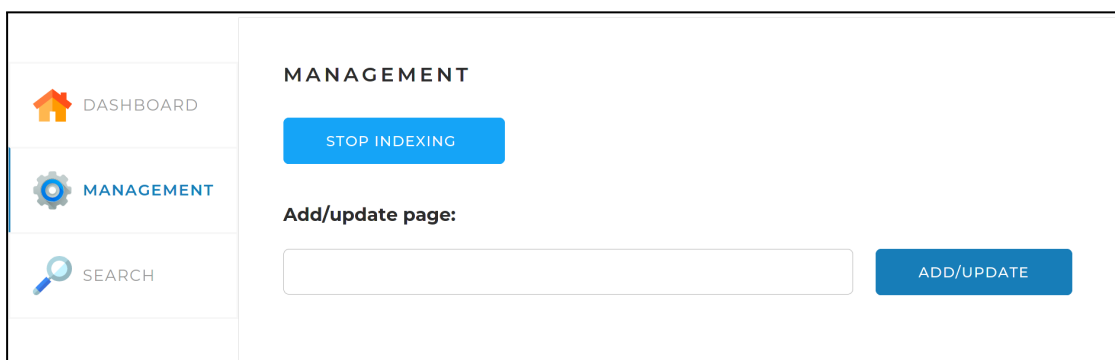 DASHBOARD
MANAGEMENT
SEARCH
MANAGEMENT
STOP INDEXING
Add/update page:
ADD/UPDATE